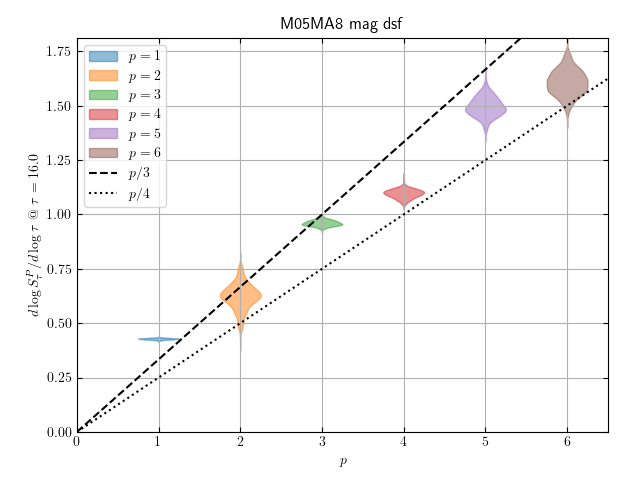 M05MA8 mag dsf
d log S_τ^P / d log τ @ τ = 16.0
1.75
1.50
1.25
1.00
0.75
0.50
0.25
0.00
p = 1
p = 2
p = 3
p = 4
p = 5
p = 6
p/3
p/4
0 1 2 3 4 5 6
p